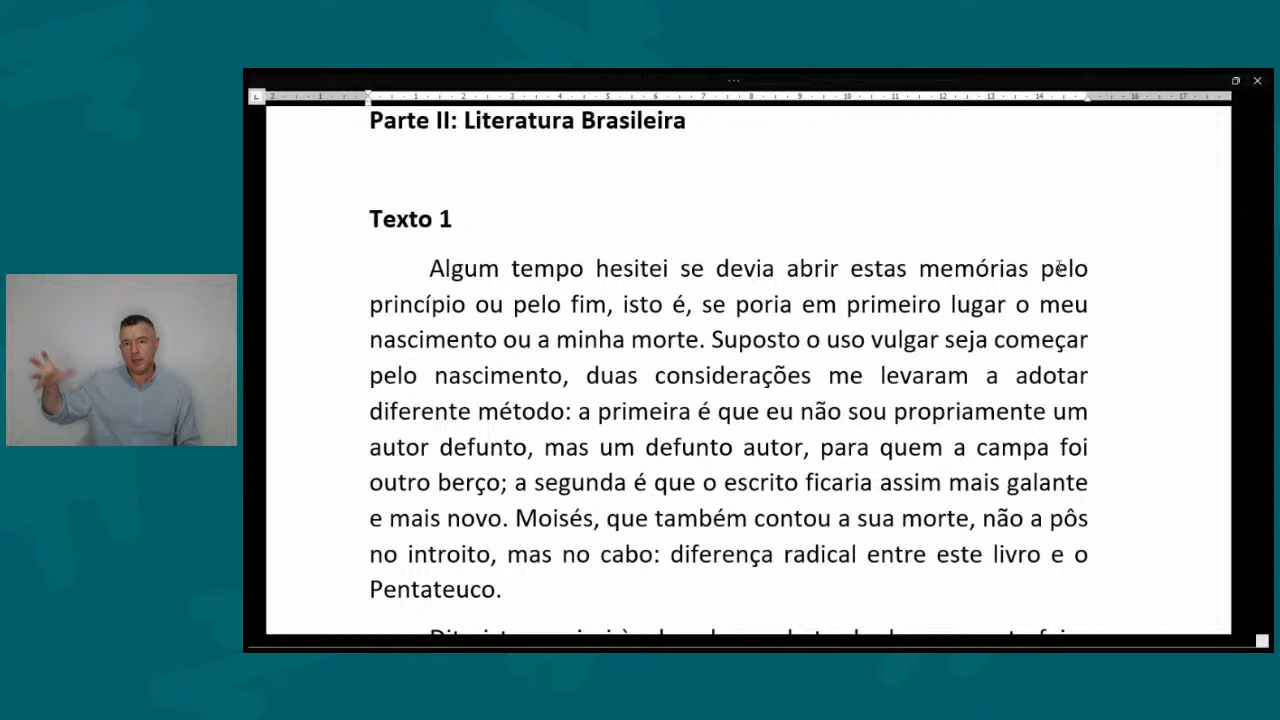 Parte II: Literatura Brasileira
Texto 1
Algum tempo hesitei se devia abrir estas memórias pelo
princípio ou pelo fim, isto é, se poria em primeiro lugar o meu
nascimento ou a minha morte. Suposto o uso vulgar seja começar
pelo nascimento, duas considerações me levaram a adotar
diferente método: a primeira é que eu não sou propriamente um
autor defunto, mas um defunto autor, para quem a campa foi
outro berço; a segunda é que o escrito ficaria assim mais galante
e mais novo. Moisés, que também contou a sua morte, não a pôs
no introito, mas no cabo: diferença radical entre este livro e o
Pentateuco.